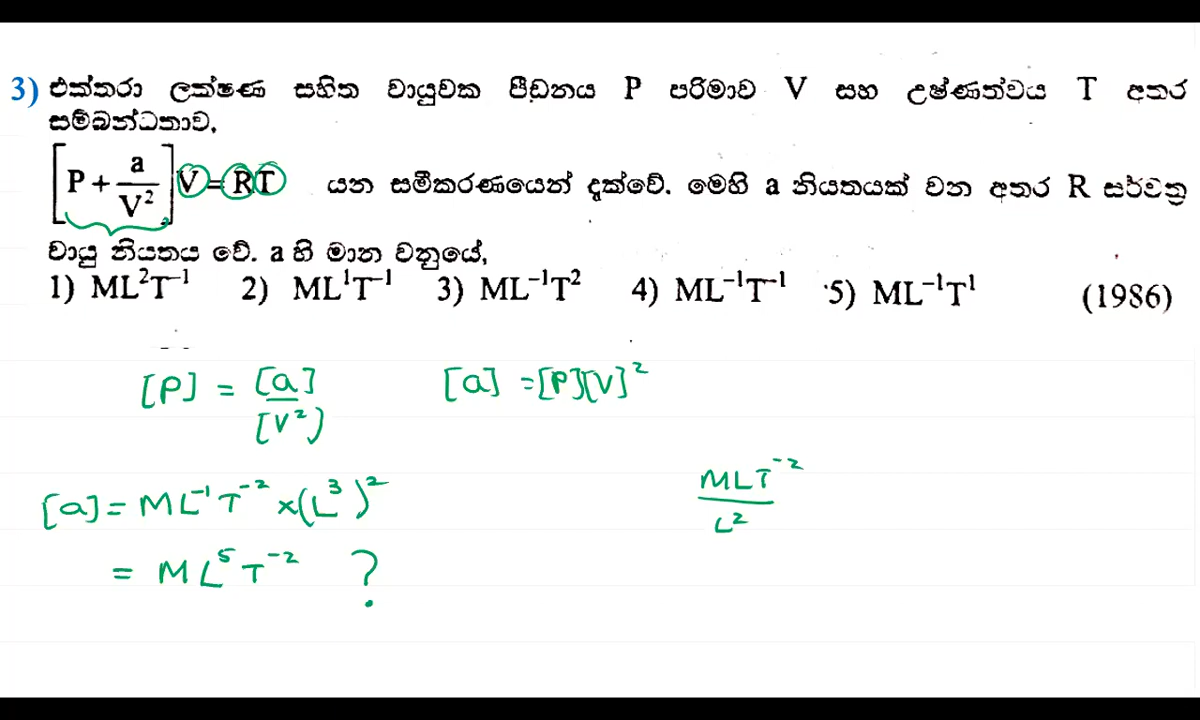 3) එක්තරා ලක්ෂණ සහිත වායුවක පීඩනය P පරිමාව V සහ උෂ්ණත්වය T අතර
සම්බන්ධතාව,
[P + a/V²] V = RT යන සමීකරණයෙන් දැක්වේ. මෙහි a නියතයක් වන අතර R සර්වත්‍ර
වායු නියතය වේ. a හි මාන වනුයේ,
1) ML²T⁻¹ 2) ML¹T⁻¹ 3) ML⁻¹T² 4) ML⁻¹T⁻¹ 5) ML⁻¹T¹ (1986)
[P] = [a]/[V²) [a] = [P][V]²
[a] = ML⁻¹T⁻² × (L³)²
MLT⁻²/L²
= ML⁵T⁻² ?